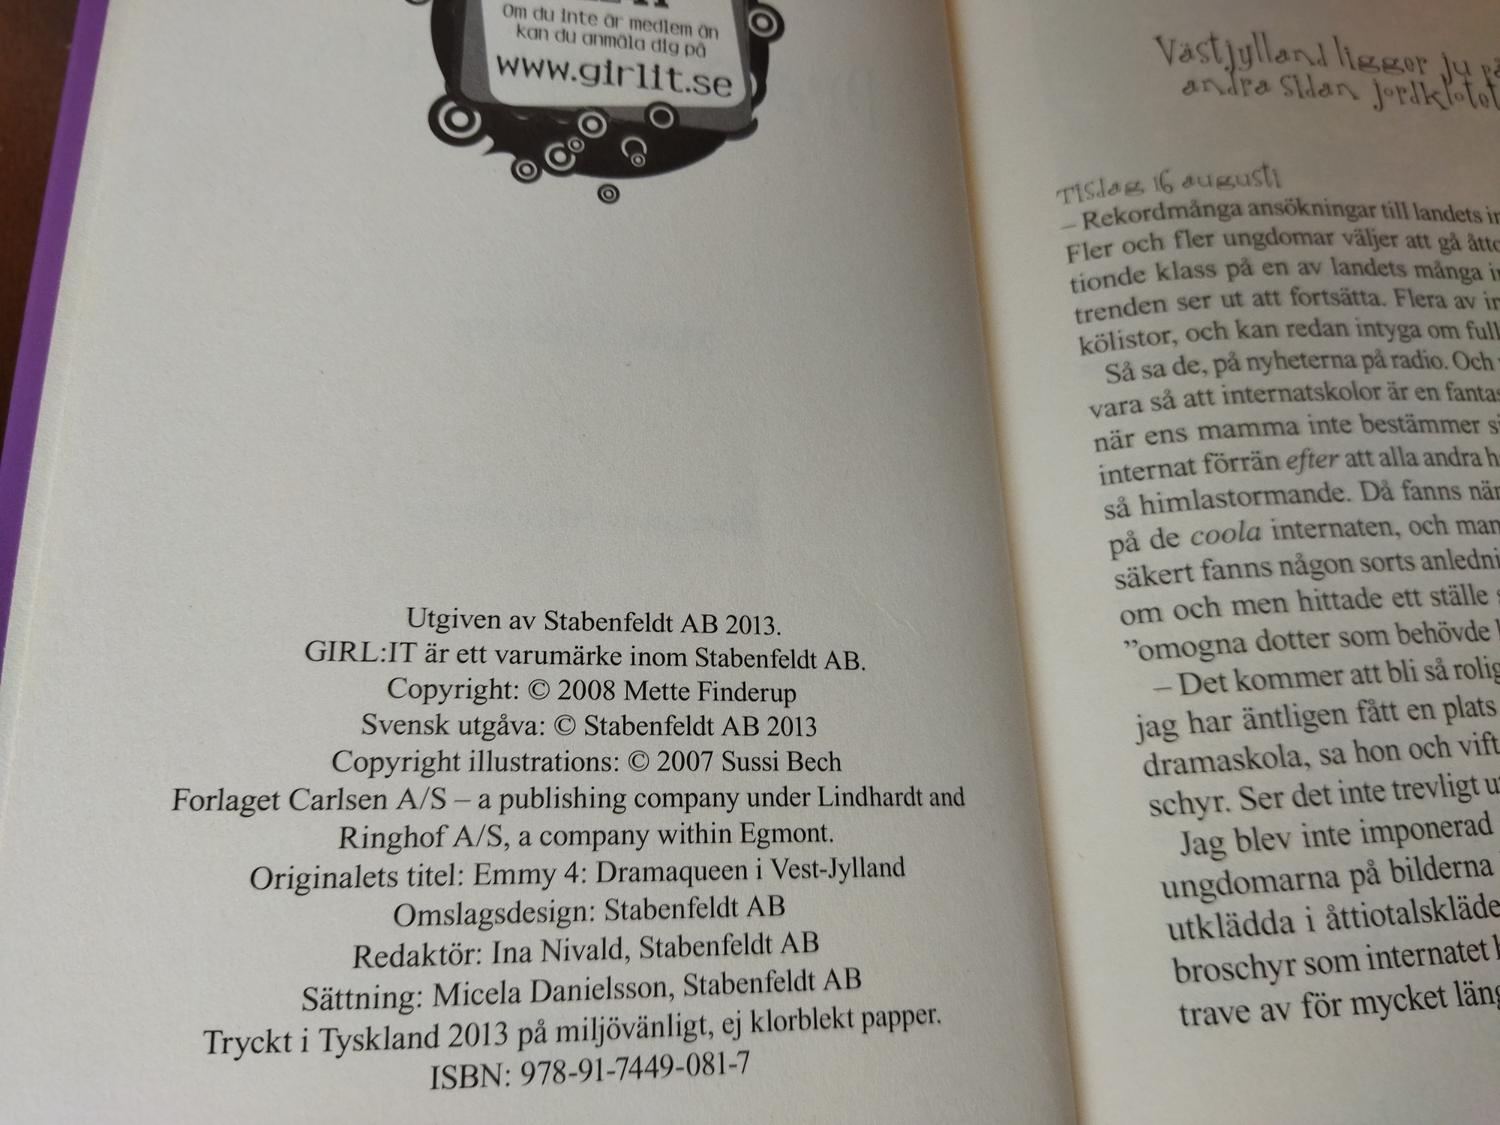 Om du inte är medlem än
kan du anmäla dig på
www.girlit.se
Utgiven av Stabenfeldt AB 2013.
GIRL:IT är ett varumärke inom Stabenfeldt AB.
Copyright: © 2008 Mette Finderup
Svensk utgåva: © Stabenfeldt AB 2013
Copyright illustrations: © 2007 Sussi Bech
Forlaget Carlsen A/S – a publishing company under Lindhardt and
Ringhof A/S, a company within Egmont.
Originalets titel: Emmy 4: Dramaqueen i Vest-Jylland
Omslagsdesign: Stabenfeldt AB
Redaktör: Ina Nivald, Stabenfeldt AB
Sättning: Micela Danielsson, Stabenfeldt AB
Tryckt i Tyskland 2013 på miljövänligt, ej klorblekt papper.
ISBN: 978-91-7449-081-7
Västjylland ligger ju på
andra sidan jordklotet
Tisdag 16 augusti
– Rekordmånga ansökningar till landets
Fler och fler ungdomar väljer att gå
tionde klass på en av landets många
trenden ser ut att fortsätta. Flera av
kölistor, och kan redan intyga om
Så sa de, på nyheterna på radio. Och
vara så att internatskolor är en
när ens mamma inte bestämmer
internat förrän efter att alla andra
så himlastormande. Då fanns
på de coola internaten, och
säkert fanns någon sorts
om och men hittade ett ställe
”omogna dotter som behövde
– Det kommer att bli så
jag har äntligen fått en plats
dramaskola, sa hon och
schyr. Ser det inte trevligt
Jag blev inte imponerad
ungdomarna på bilderna
utklädda i
broschyr som internatet
trave av för mycket